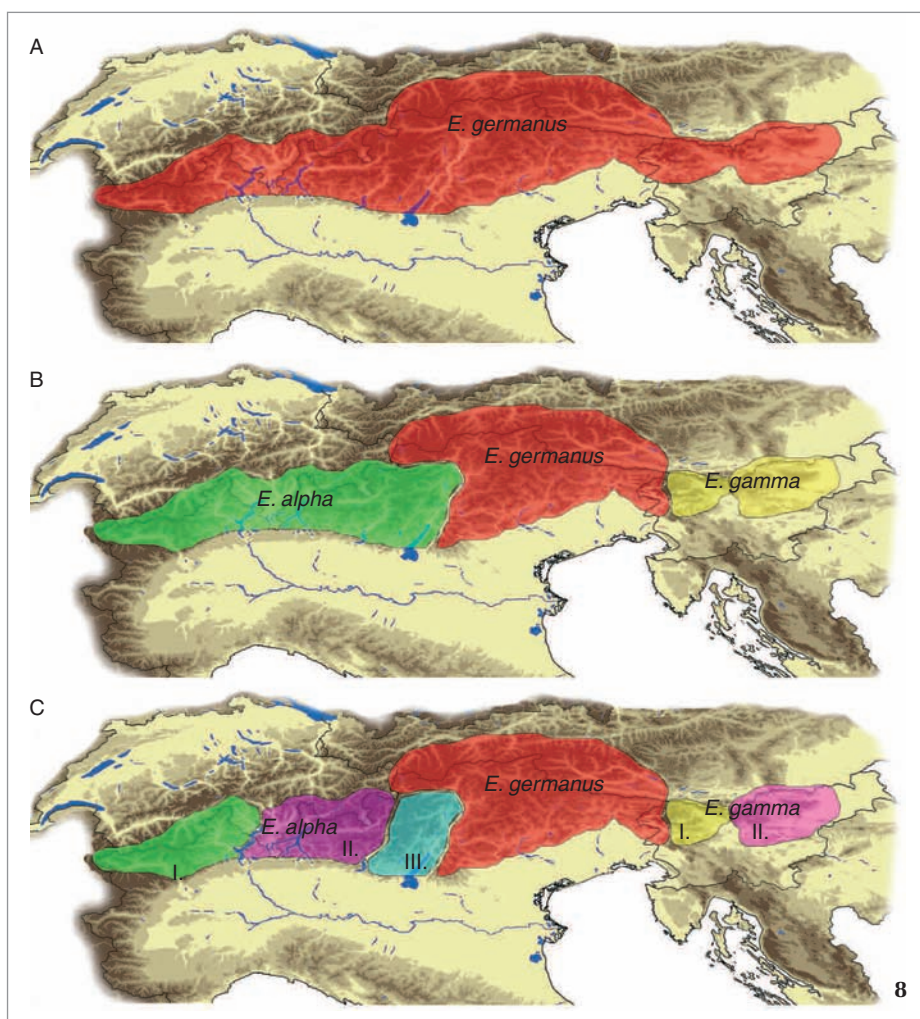 A
E. germanus
B
E. germanus
E. gamma
E. alpha
C
E. germanus
E. gamma
E. alpha
I.
II.
I.
II.
III.
8